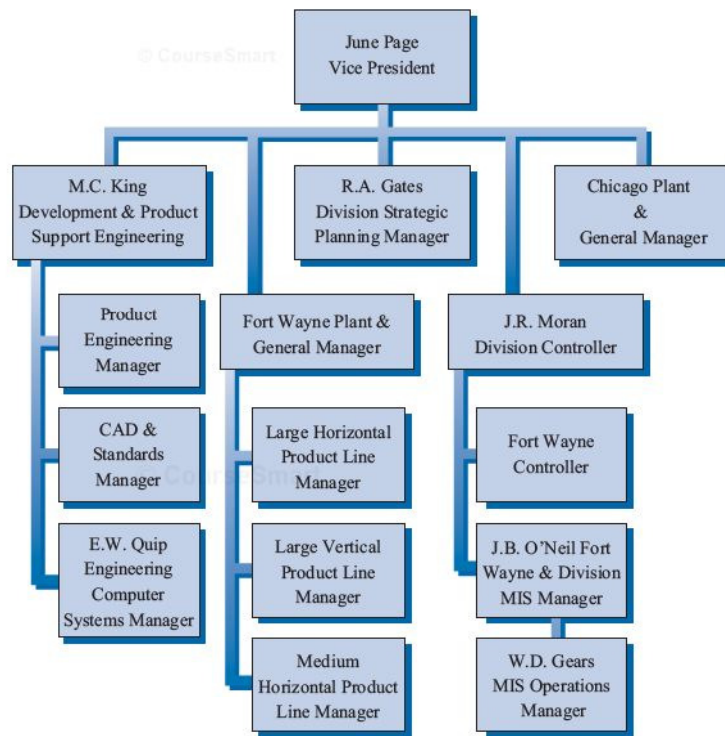 © CourseSmart
June Page
Vice President
M.C. King
Development & Product
Support Engineering
R.A. Gates
Division Strategic
Planning Manager
Chicago Plant
&
General Manager
Product
Engineering
Manager
Fort Wayne Plant &
General Manager
J.R. Moran
Division Controller
CAD &
Standards
Manager
Large Horizontal
Product Line
Manager
Fort Wayne
Controller
© CourseSmart
E.W. Quip
Engineering
Computer
Systems Manager
Large Vertical
Product Line
Manager
J.B. O’Neil Fort
Wayne & Division
MIS Manager
Medium
Horizontal Product
Line Manager
W.D. Gears
MIS Operations
Manager